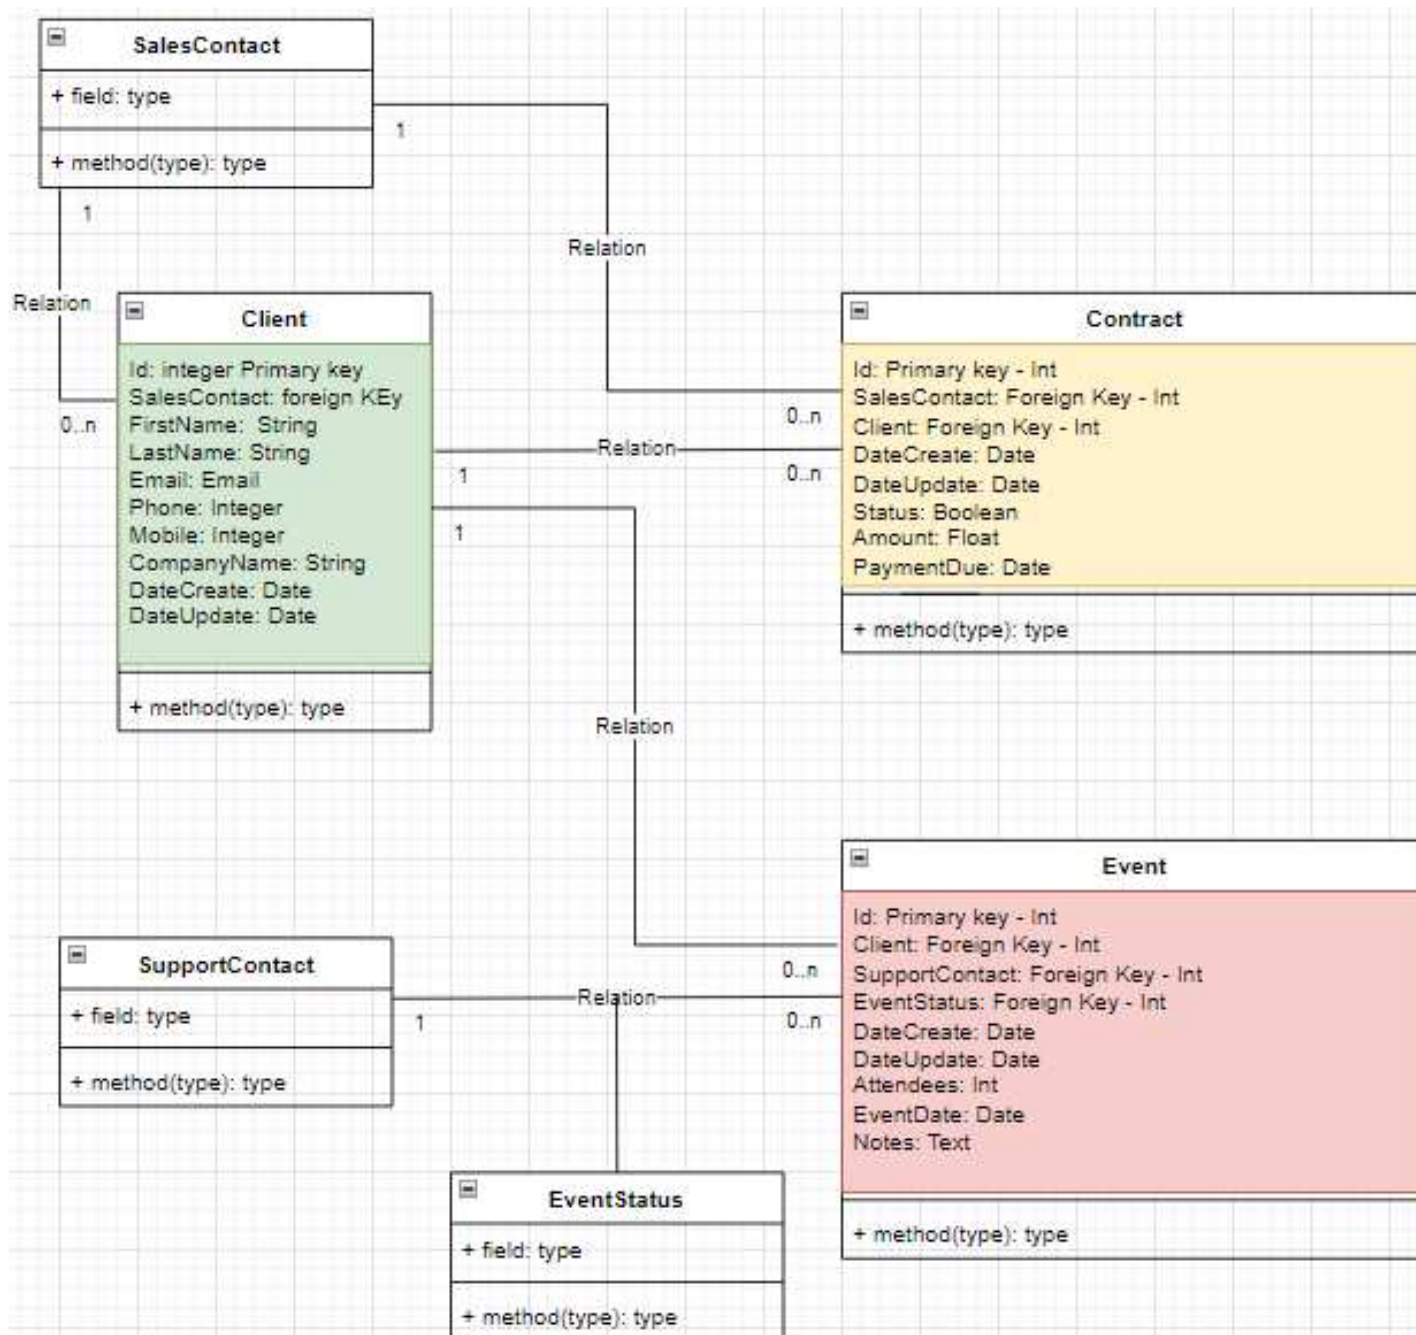 SalesContact
+ field: type
1
+ method(type): type
1
Relation
Relation
Client
Id: integer Primary key
SalesContact: foreign KEy
FirstName:  String
LastName: String
Email: Email
Phone: Integer
Mobile: Integer
CompanyName: String
DateCreate: Date
DateUpdate: Date
+ method(type): type
0..n
Relation
1
1
0..n
0..n
Contract
Id: Primary key - Int
SalesContact: Foreign Key - Int
Client: Foreign Key - Int
DateCreate: Date
DateUpdate: Date
Status: Boolean
Amount: Float
PaymentDue: Date
+ method(type): type
Relation
Event
Id: Primary key - Int
Client: Foreign Key - Int
SupportContact: Foreign Key - Int
EventStatus: Foreign Key - Int
DateCreate: Date
DateUpdate: Date
Attendees: Int
EventDate: Date
Notes: Text
+ method(type): type
SupportContact
+ field: type
+ method(type): type
1
Relation
0..n
0..n
EventStatus
+ field: type
+ method(type): type